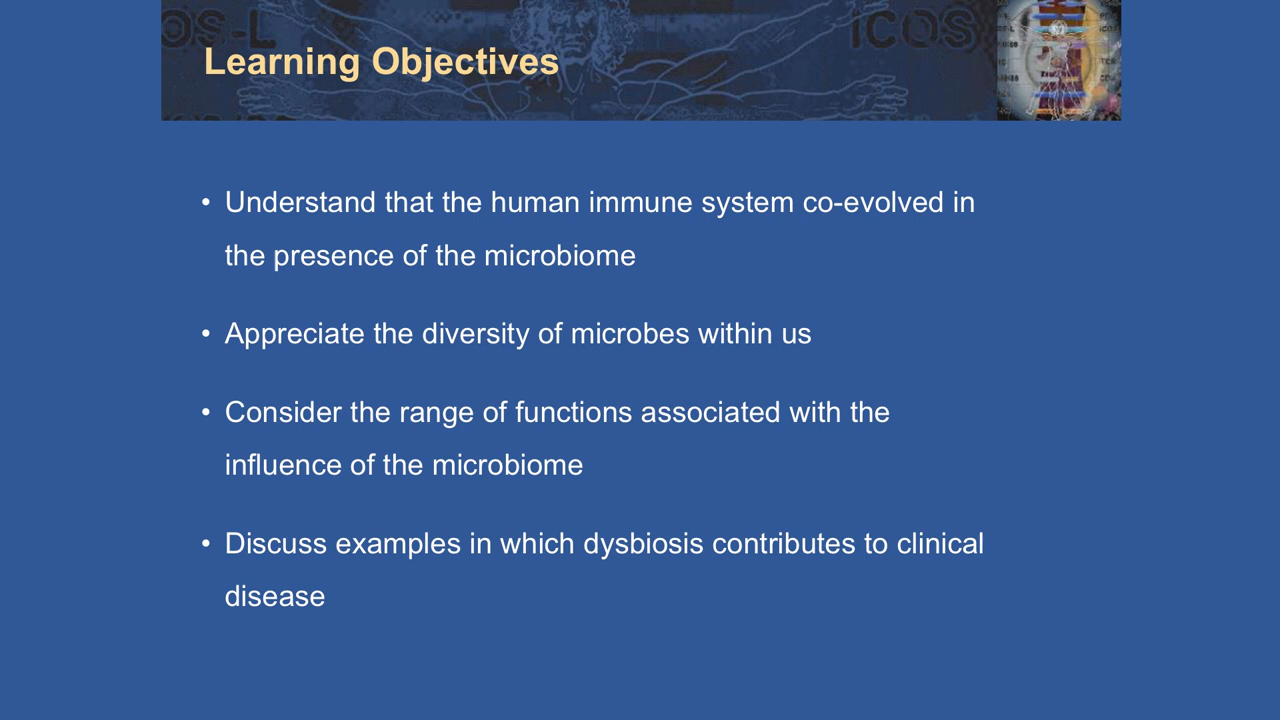 OS-L
ICOS
Learning Objectives
• Understand that the human immune system co-evolved in
the presence of the microbiome
• Appreciate the diversity of microbes within us
• Consider the range of functions associated with the
influence of the microbiome
• Discuss examples in which dysbiosis contributes to clinical
disease